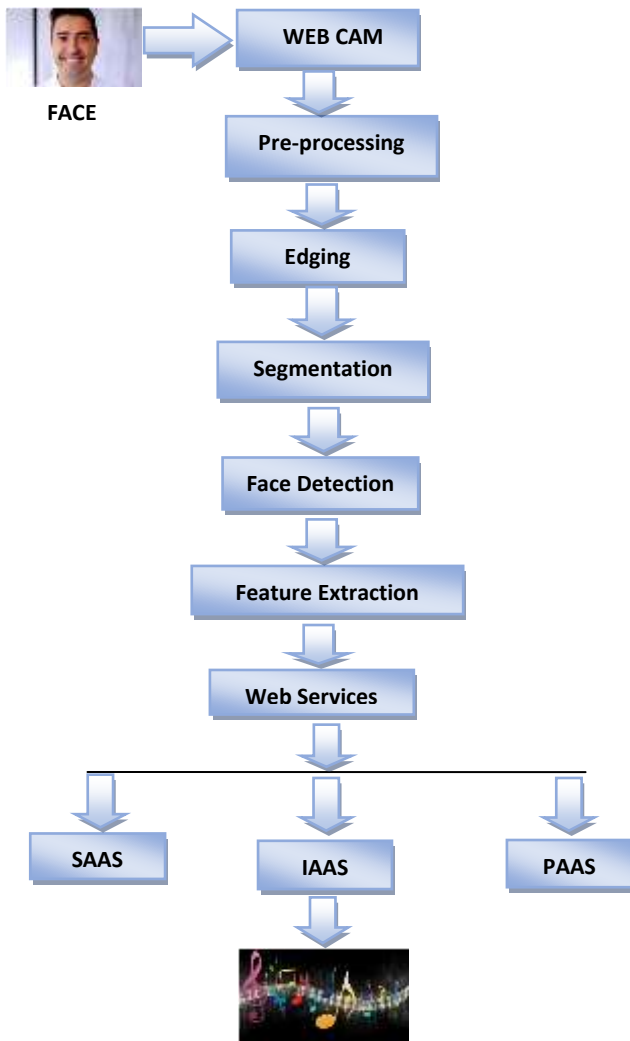 WEB CAM
FACE
Pre-processing
Edging
Segmentation
Face Detection
Feature Extraction
Web Services
SAAS
IAAS
PAAS